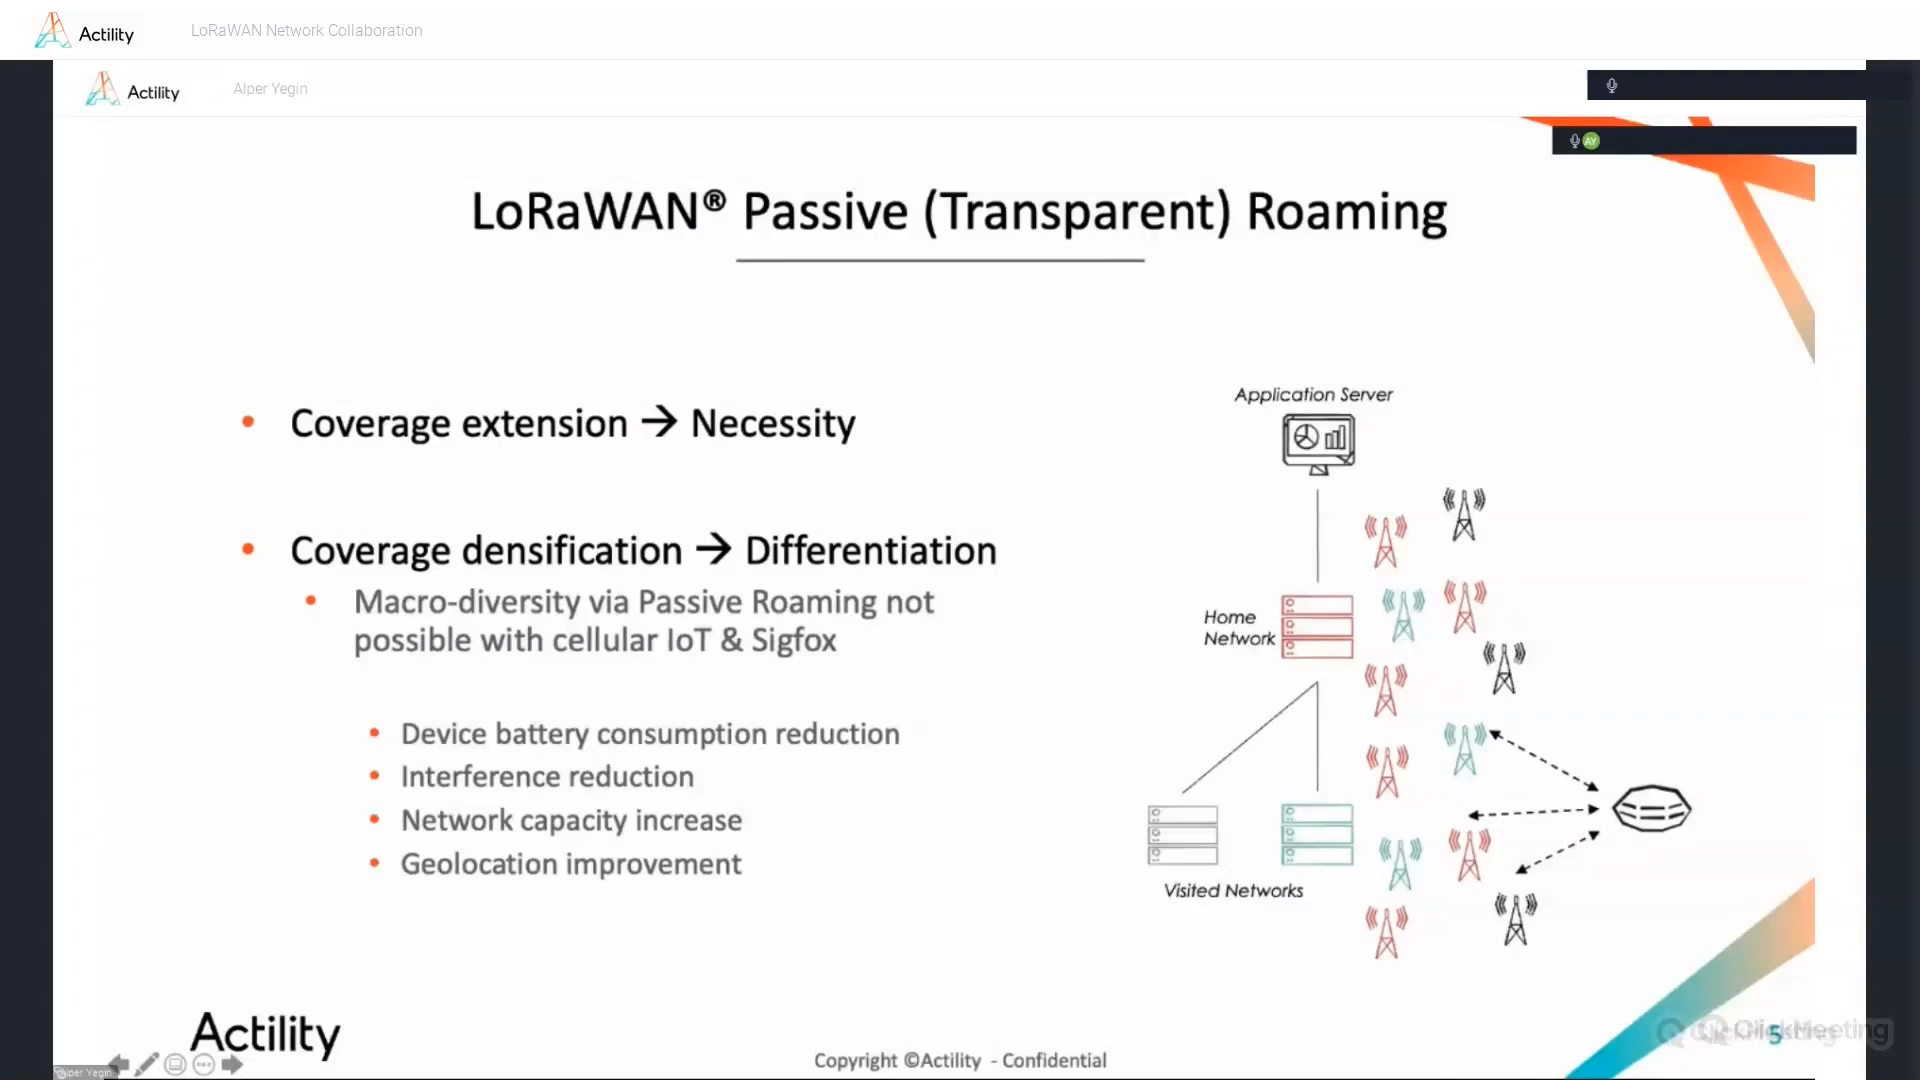 Actility
LoRaWAN Network Collaboration
Actility
Alper Yegin
AY
LoRaWAN® Passive (Transparent) Roaming
• Coverage extension → Necessity
• Coverage densification → Differentiation
• Macro-diversity via Passive Roaming not
possible with cellular IoT & Sigfox
• Device battery consumption reduction
• Interference reduction
• Network capacity increase
• Geolocation improvement
Application Server
Home
Network
Visited Networks
Actility
Copyright ©Actility - Confidential
5
ClickMeeting
Alper Yegin